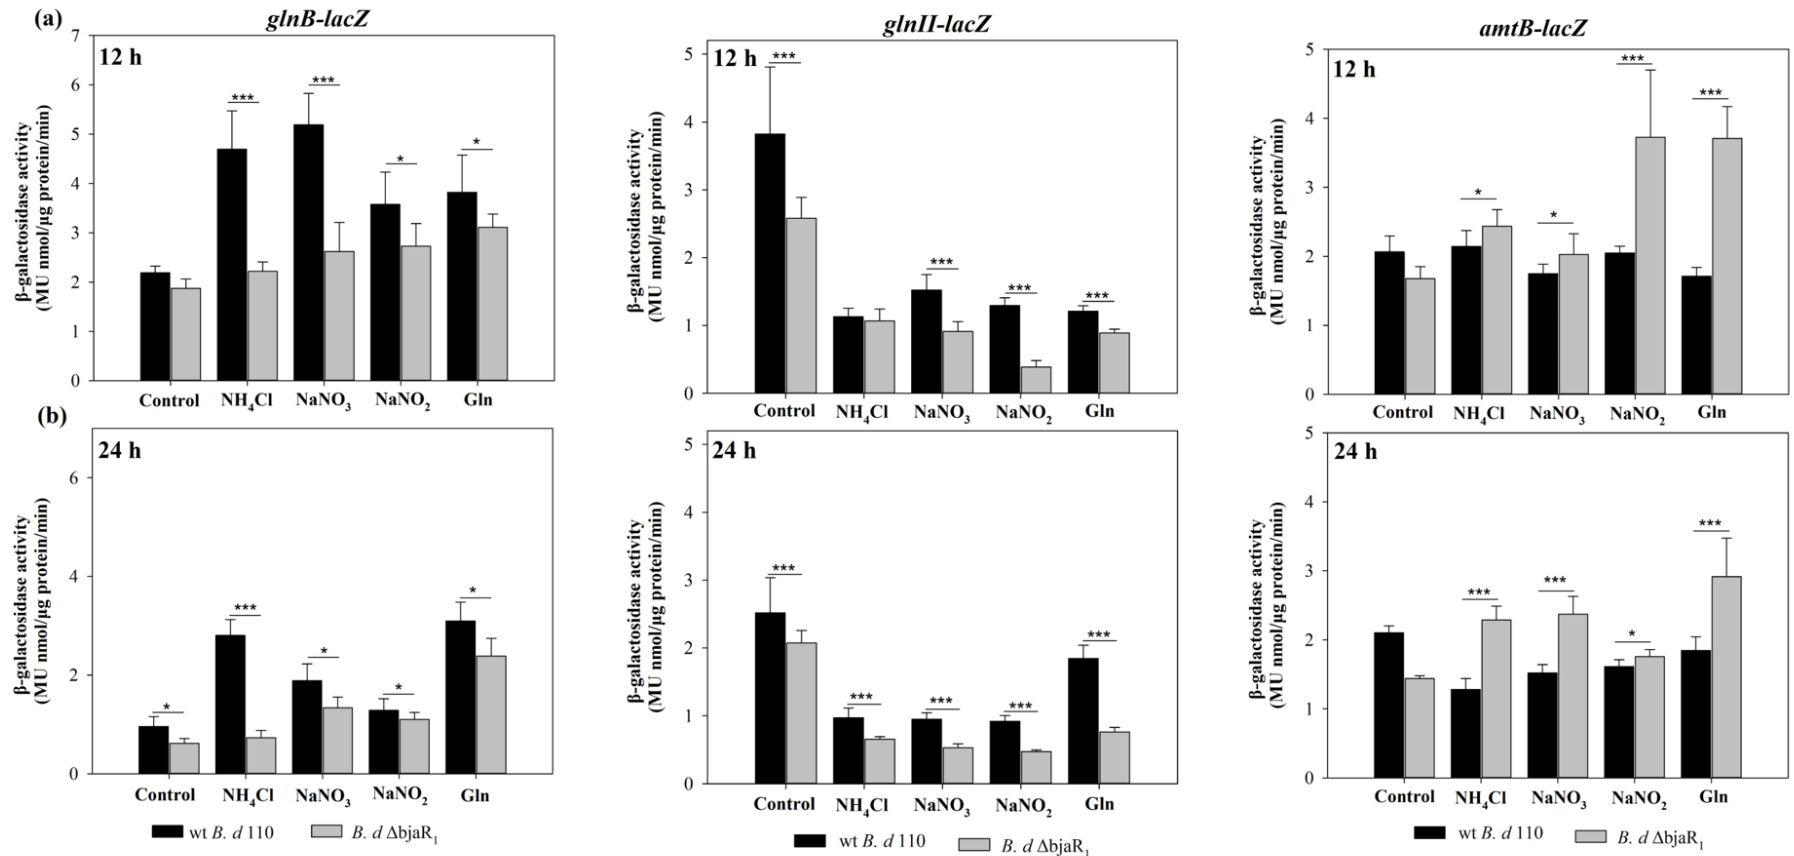 (a)
glnB-lacZ
12 h
β-galactosidase activity
(MU nmol/µg protein/min)
7
6
5
4
3
2
1
0
***
***
*
*
Control
NH₄Cl
NaNO₃
NaNO₂
Gln
glnII-lacZ
12 h
β-galactosidase activity
(MU nmol/µg protein/min)
5
4
3
2
1
0
***
***
***
***
Control
NH₄Cl
NaNO₃
NaNO₂
Gln
amtB-lacZ
12 h
β-galactosidase activity
(MU nmol/µg protein/min)
5
4
3
2
1
0
*
*
***
***
Control
NH₄Cl
NaNO₃
NaNO₂
Gln
(b)
24 h
β-galactosidase activity
(MU nmol/µg protein/min)
6
4
2
0
*
***
*
*
*
Control
NH₄Cl
NaNO₃
NaNO₂
Gln
wt B. d 110
B. d ΔbjaR₁
24 h
β-galactosidase activity
(MU nmol/µg protein/min)
5
4
3
2
1
0
***
***
***
***
***
Control
NH₄Cl
NaNO₃
NaNO₂
Gln
wt B. d 110
B. d ΔbjaR₁
24 h
β-galactosidase activity
(MU nmol/µg protein/min)
5
4
3
2
1
0
***
***
*
***
Control
NH₄Cl
NaNO₃
NaNO₂
Gln
wt B. d 110
B. d ΔbjaR₁